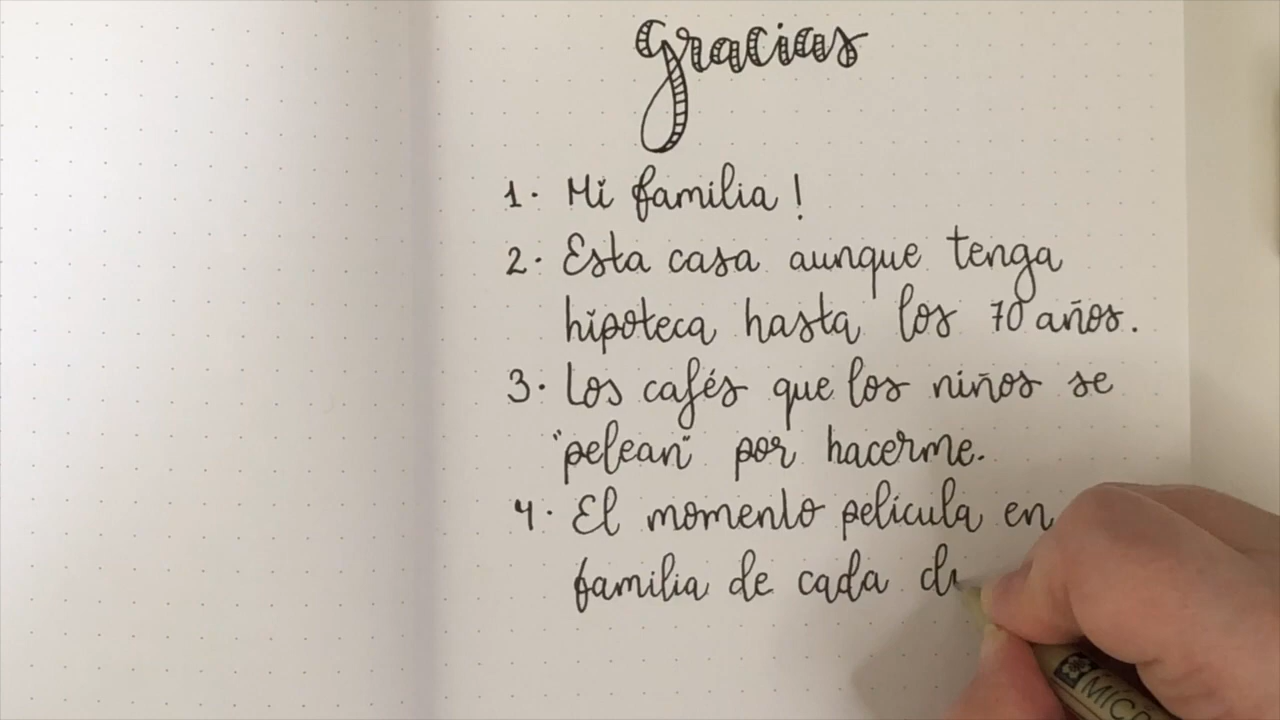 gracias
1. Mi familia!
2. Esta casa aunque tenga
hipoteca hasta los 70 años.
3. Los cafés que los niños se
"pelean" por hacerme.
4. El momento película en
familia de cada